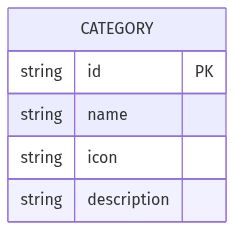 CATEGORY
string id PK
string name
string icon
string description